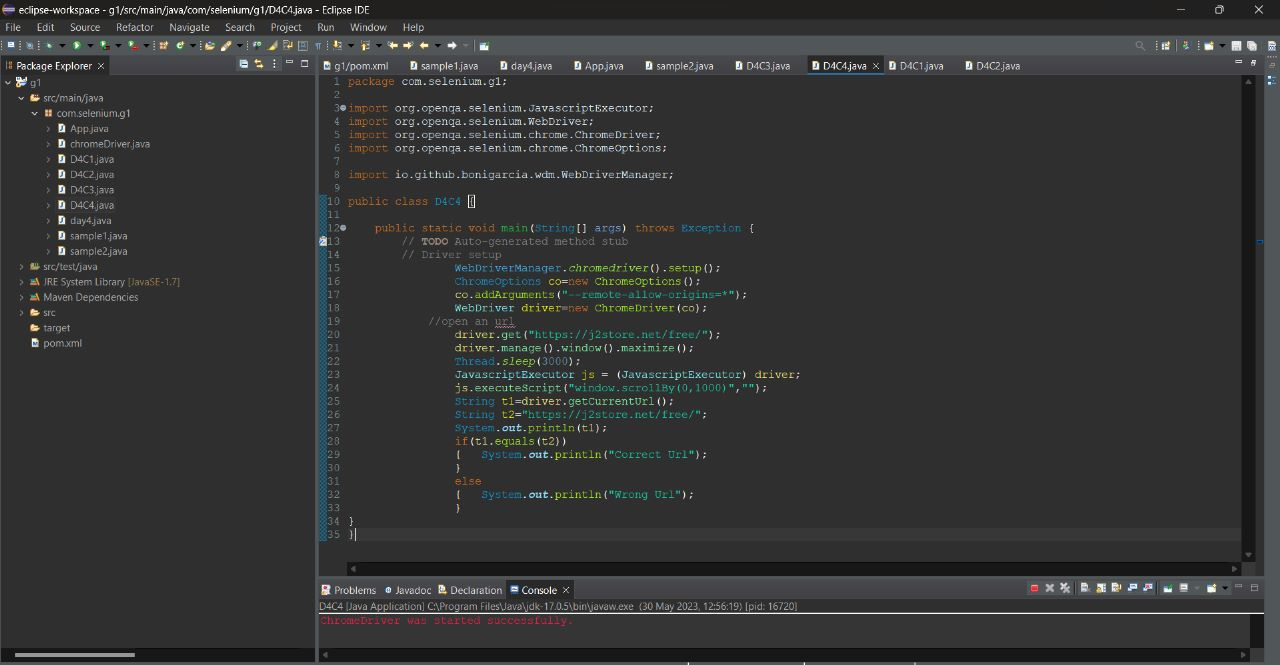 eclipse-workspace - g1/src/main/java/com/selenium/g1/D4C4.java - Eclipse IDE
File Edit Source Refactor Navigate Search Project Run Window Help
Package Explorer
g1
src/main/java
com.selenium.g1
App.java
chromeDriver.java
D4C1.java
D4C2.java
D4C3.java
D4C4.java
day4.java
sample1.java
sample2.java
src/test/java
JRE System Library [JavaSE-1.7]
Maven Dependencies
src
target
pom.xml
g1/pom.xml sample1.java day4.java App.java sample2.java D4C3.java D4C4.java D4C1.java D4C2.java
1 package com.selenium.g1;
2
3 import org.openqa.selenium.JavascriptExecutor;
4 import org.openqa.selenium.WebDriver;
5 import org.openqa.selenium.chrome.ChromeDriver;
6 import org.openqa.selenium.chrome.ChromeOptions;
7
8 import io.github.bonigarcia.wdm.WebDriverManager;
9
10 public class D4C4 {
11
12 public static void main(String[] args) throws Exception {
13 // TODO Auto-generated method stub
14 // Driver setup
15 WebDriverManager.chromedriver().setup();
16 ChromeOptions co=new ChromeOptions();
17 co.addArguments("--remote-allow-origins=*");
18 WebDriver driver=new ChromeDriver(co);
19 //open an url
20 driver.get("https://j2store.net/free/");
21 driver.manage().window().maximize();
22 Thread.sleep(3000);
23 JavascriptExecutor js = (JavascriptExecutor) driver;
24 js.executeScript("window.scrollBy(0,1000)","");
25 String t1=driver.getCurrentUrl();
26 String t2="https://j2store.net/free/";
27 System.out.println(t1);
28 if(t1.equals(t2))
29 { System.out.println("Correct Url");
30 }
31 else
32 { System.out.println("Wrong Url");
33 }
34 }
35 }
Problems Javadoc Declaration Console
D4C4 [Java Application] C:\Program Files\Java\jdk-17.0.5\bin\javaw.exe (30 May 2023, 12:56:19) [pid: 16720]
ChromeDriver was started successfully.